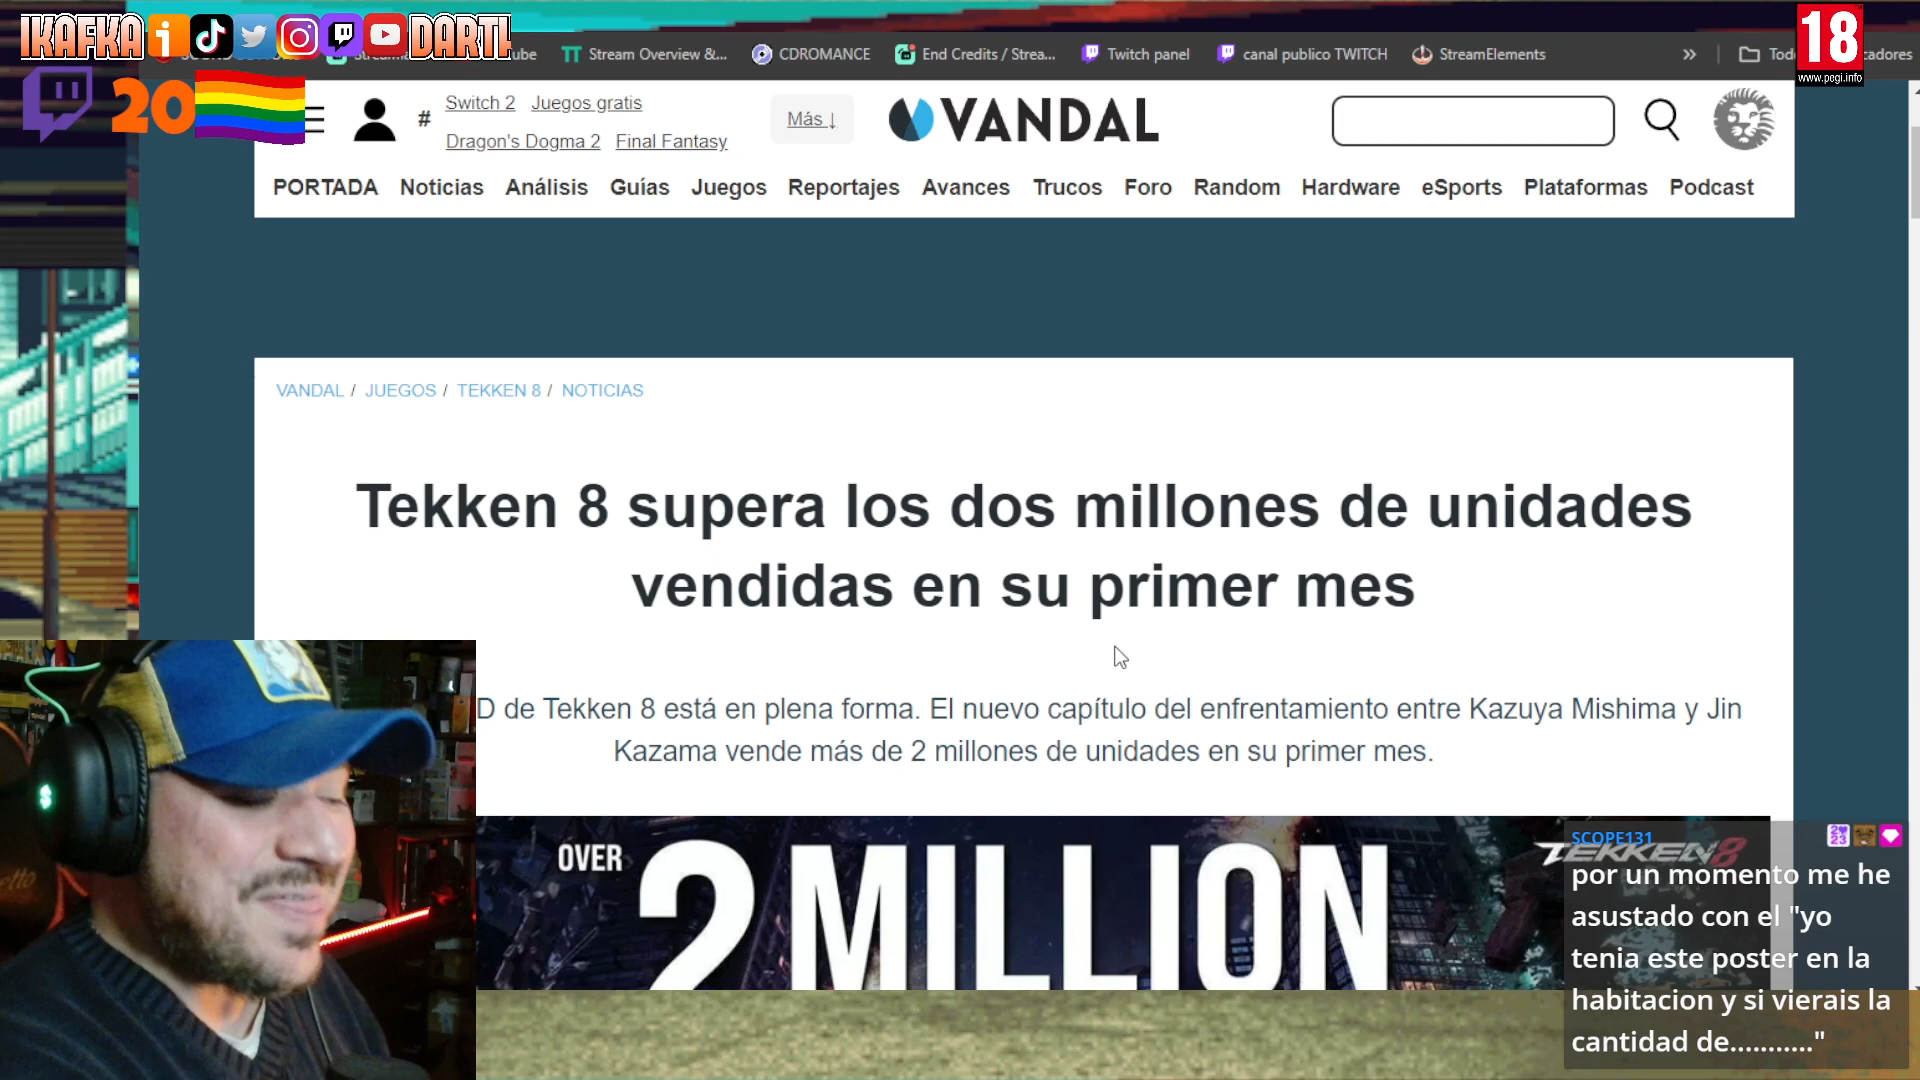 IKAFKA
DARTI
18
www.pegi.info
20
Stream Overview &...
CDROMANCE
End Credits / Strea...
Twitch panel
canal publico TWITCH
StreamElements
»
# Switch 2 Juegos gratis
Dragon's Dogma 2 Final Fantasy
Más ↓
VANDAL
PORTADA Noticias Análisis Guías Juegos Reportajes Avances Trucos Foro Random Hardware eSports Plataformas Podcast
VANDAL / JUEGOS / TEKKEN 8 / NOTICIAS
Tekken 8 supera los dos millones de unidades
vendidas en su primer mes
D de Tekken 8 está en plena forma. El nuevo capítulo del enfrentamiento entre Kazuya Mishima y Jin
Kazama vende más de 2 millones de unidades en su primer mes.
OVER
2 MILLION
TEKKEN 8
SCOPE131
por un momento me he
asustado con el "yo
tenia este poster en la
habitacion y si vierais la
cantidad de..........."